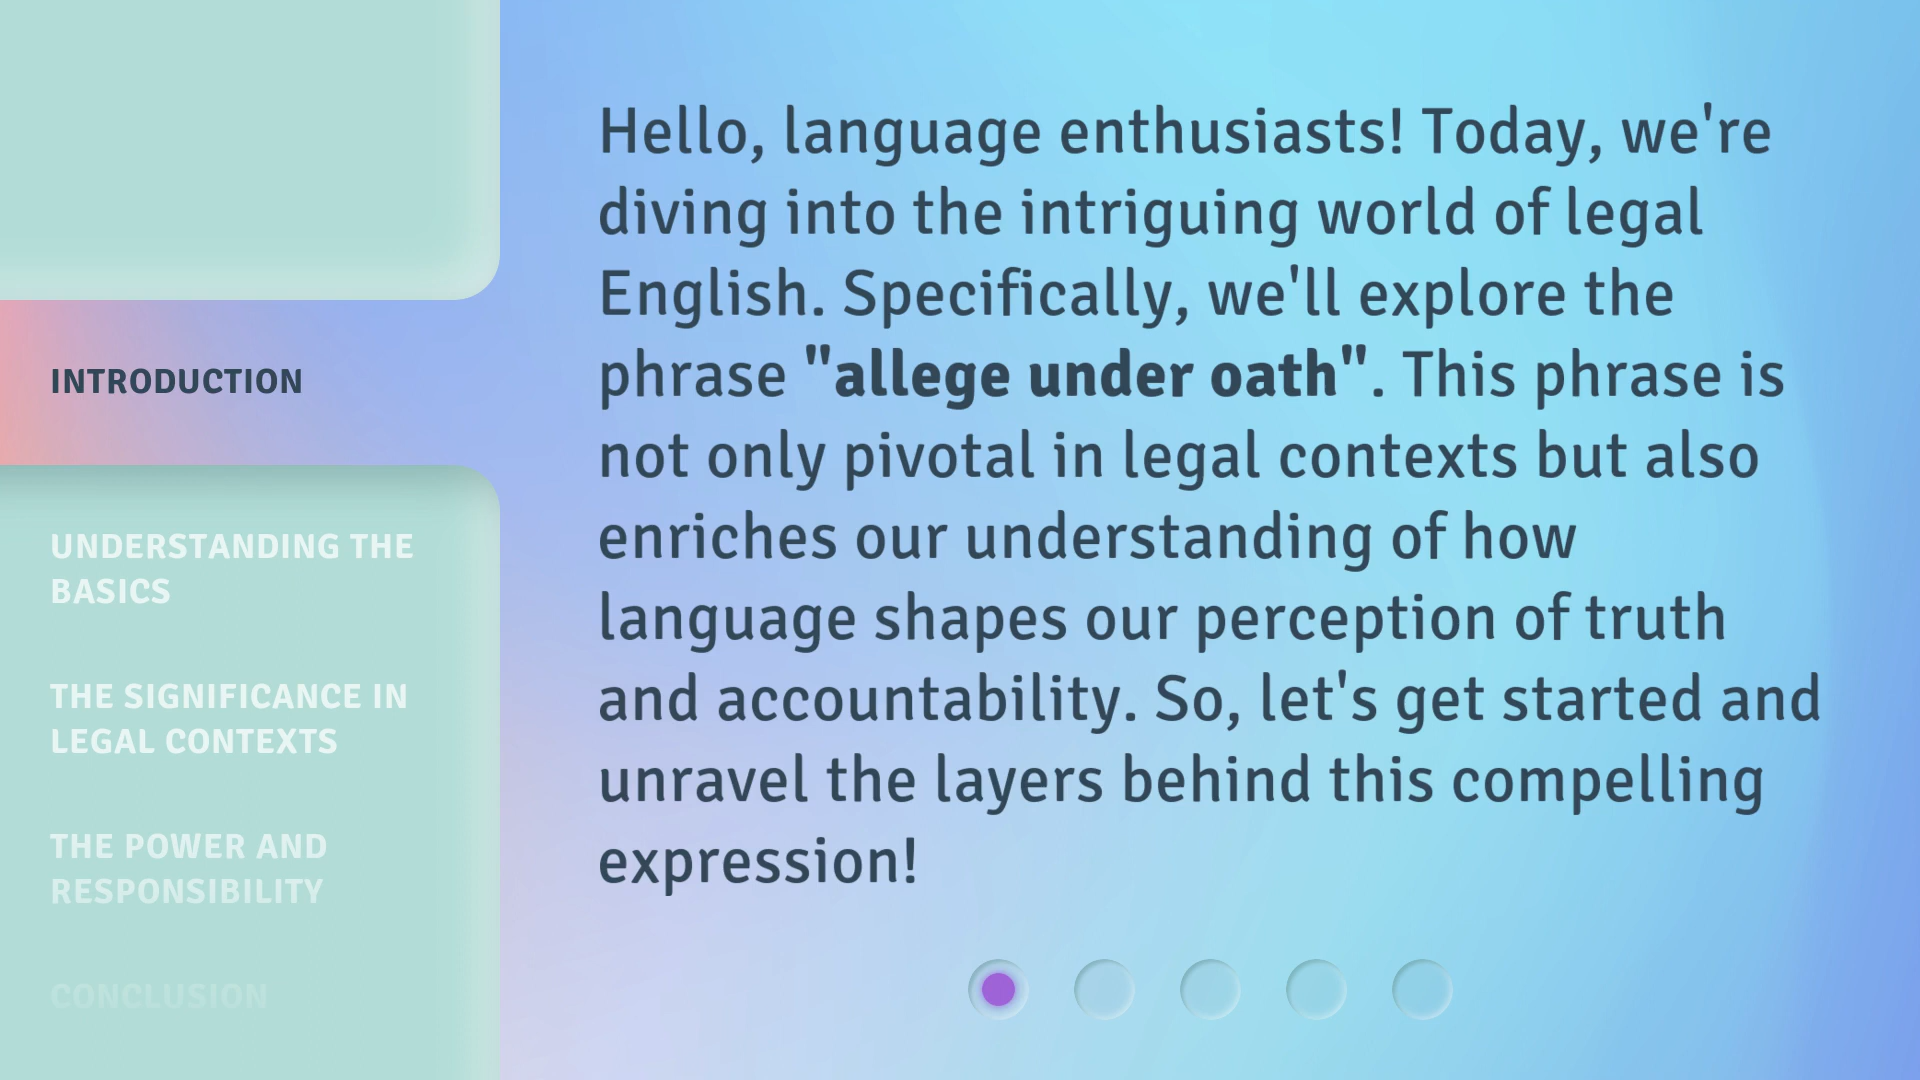 INTRODUCTION
UNDERSTANDING THE
BASICS
THE SIGNIFICANCE IN
LEGAL CONTEXTS
THE POWER AND
RESPONSIBILITY
CONCLUSION
Hello, language enthusiasts! Today, we're
diving into the intriguing world of legal
English. Specifically, we'll explore the
phrase "allege under oath". This phrase is
not only pivotal in legal contexts but also
enriches our understanding of how
language shapes our perception of truth
and accountability. So, let's get started and
unravel the layers behind this compelling
expression!